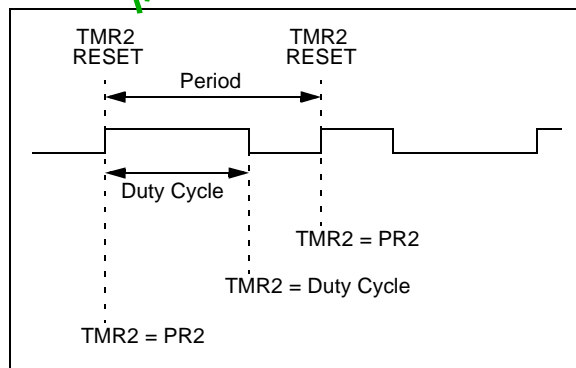 TMR2 TMR2
RESET RESET
Period
Duty Cycle
TMR2 = PR2
TMR2 = Duty Cycle
TMR2 = PR2